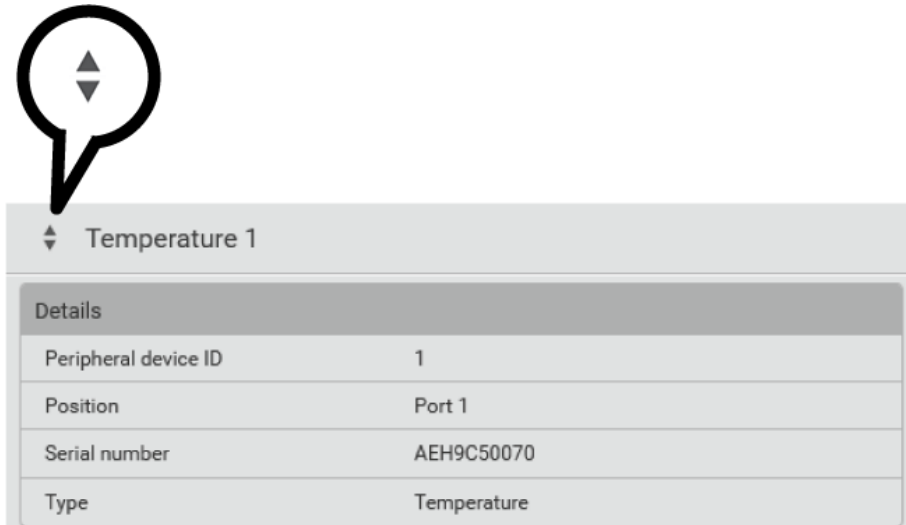 Temperature 1
Details
Peripheral device ID 1
Position Port 1
Serial number AEH9C50070
Type Temperature